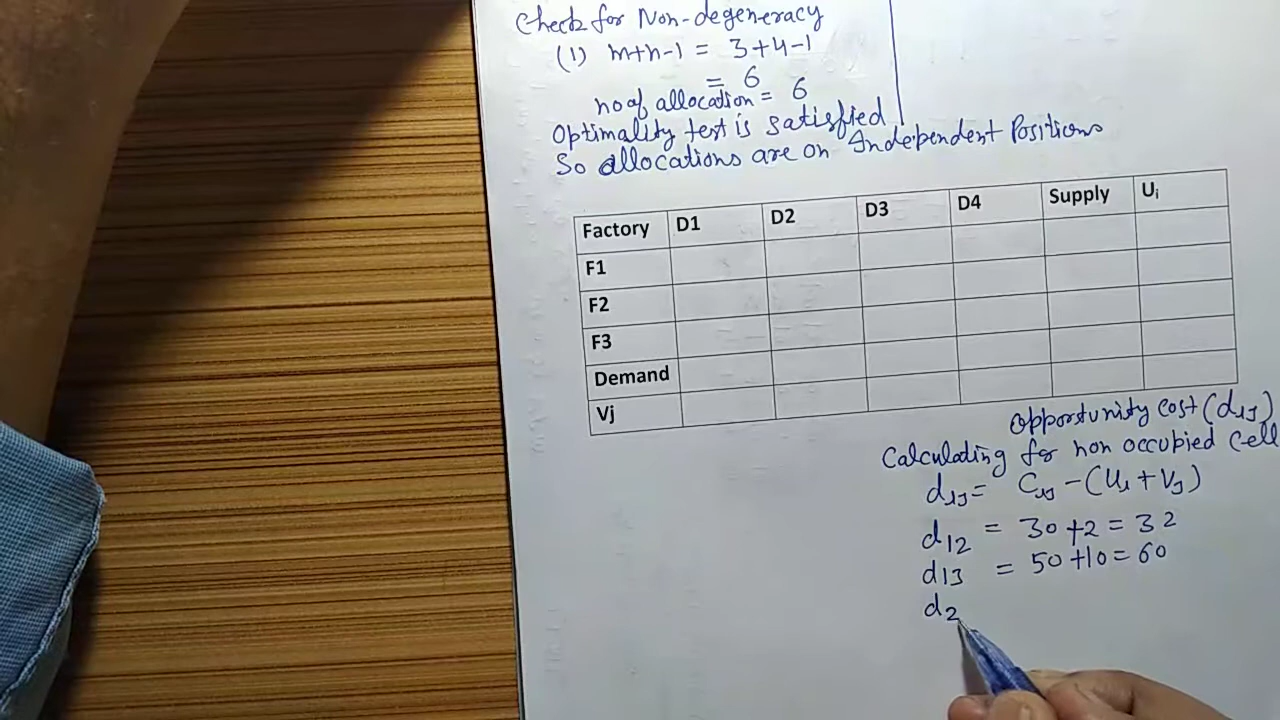 Check for Non-degeneracy
(1) m+n-1 = 3+4-1
= 6
no of allocation = 6
Optimality test is satisfied
So allocations are on Independent Positions
Factory D1 D2 D3 D4 Supply Ui
F1
F2
F3
Demand
Vj
Opportunity cost (dij)
Calculating for non occupied Cell
dij = Cij - (Ui + Vj)
d12 = 30+2 = 32
d13 = 50+10 = 60
d2